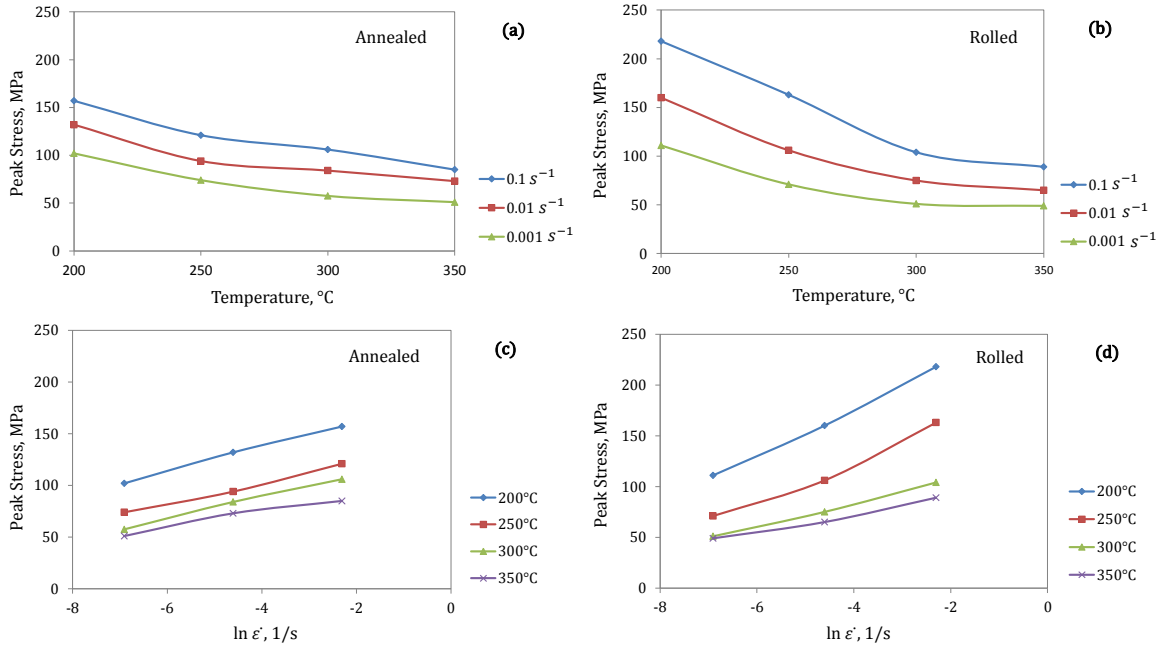 Annealed
(a)
Peak Stress, MPa
250
200
150
100
50
0
200
250
300
350
Temperature, °C
0.1 s⁻¹
0.01 s⁻¹
0.001 s⁻¹
Rolled
(b)
Peak Stress, MPa
250
200
150
100
50
0
200
250
300
350
Temperature, °C
0.1 s⁻¹
0.01 s⁻¹
0.001 s⁻¹
Annealed
(c)
Peak Stress, MPa
250
200
150
100
50
0
-8
-6
-4
-2
0
ln ε˙, 1/s
200°C
250°C
300°C
350°C
Rolled
(d)
Peak Stress, MPa
250
200
150
100
50
0
-8
-6
-4
-2
0
ln ε˙, 1/s
200°C
250°C
300°C
350°C